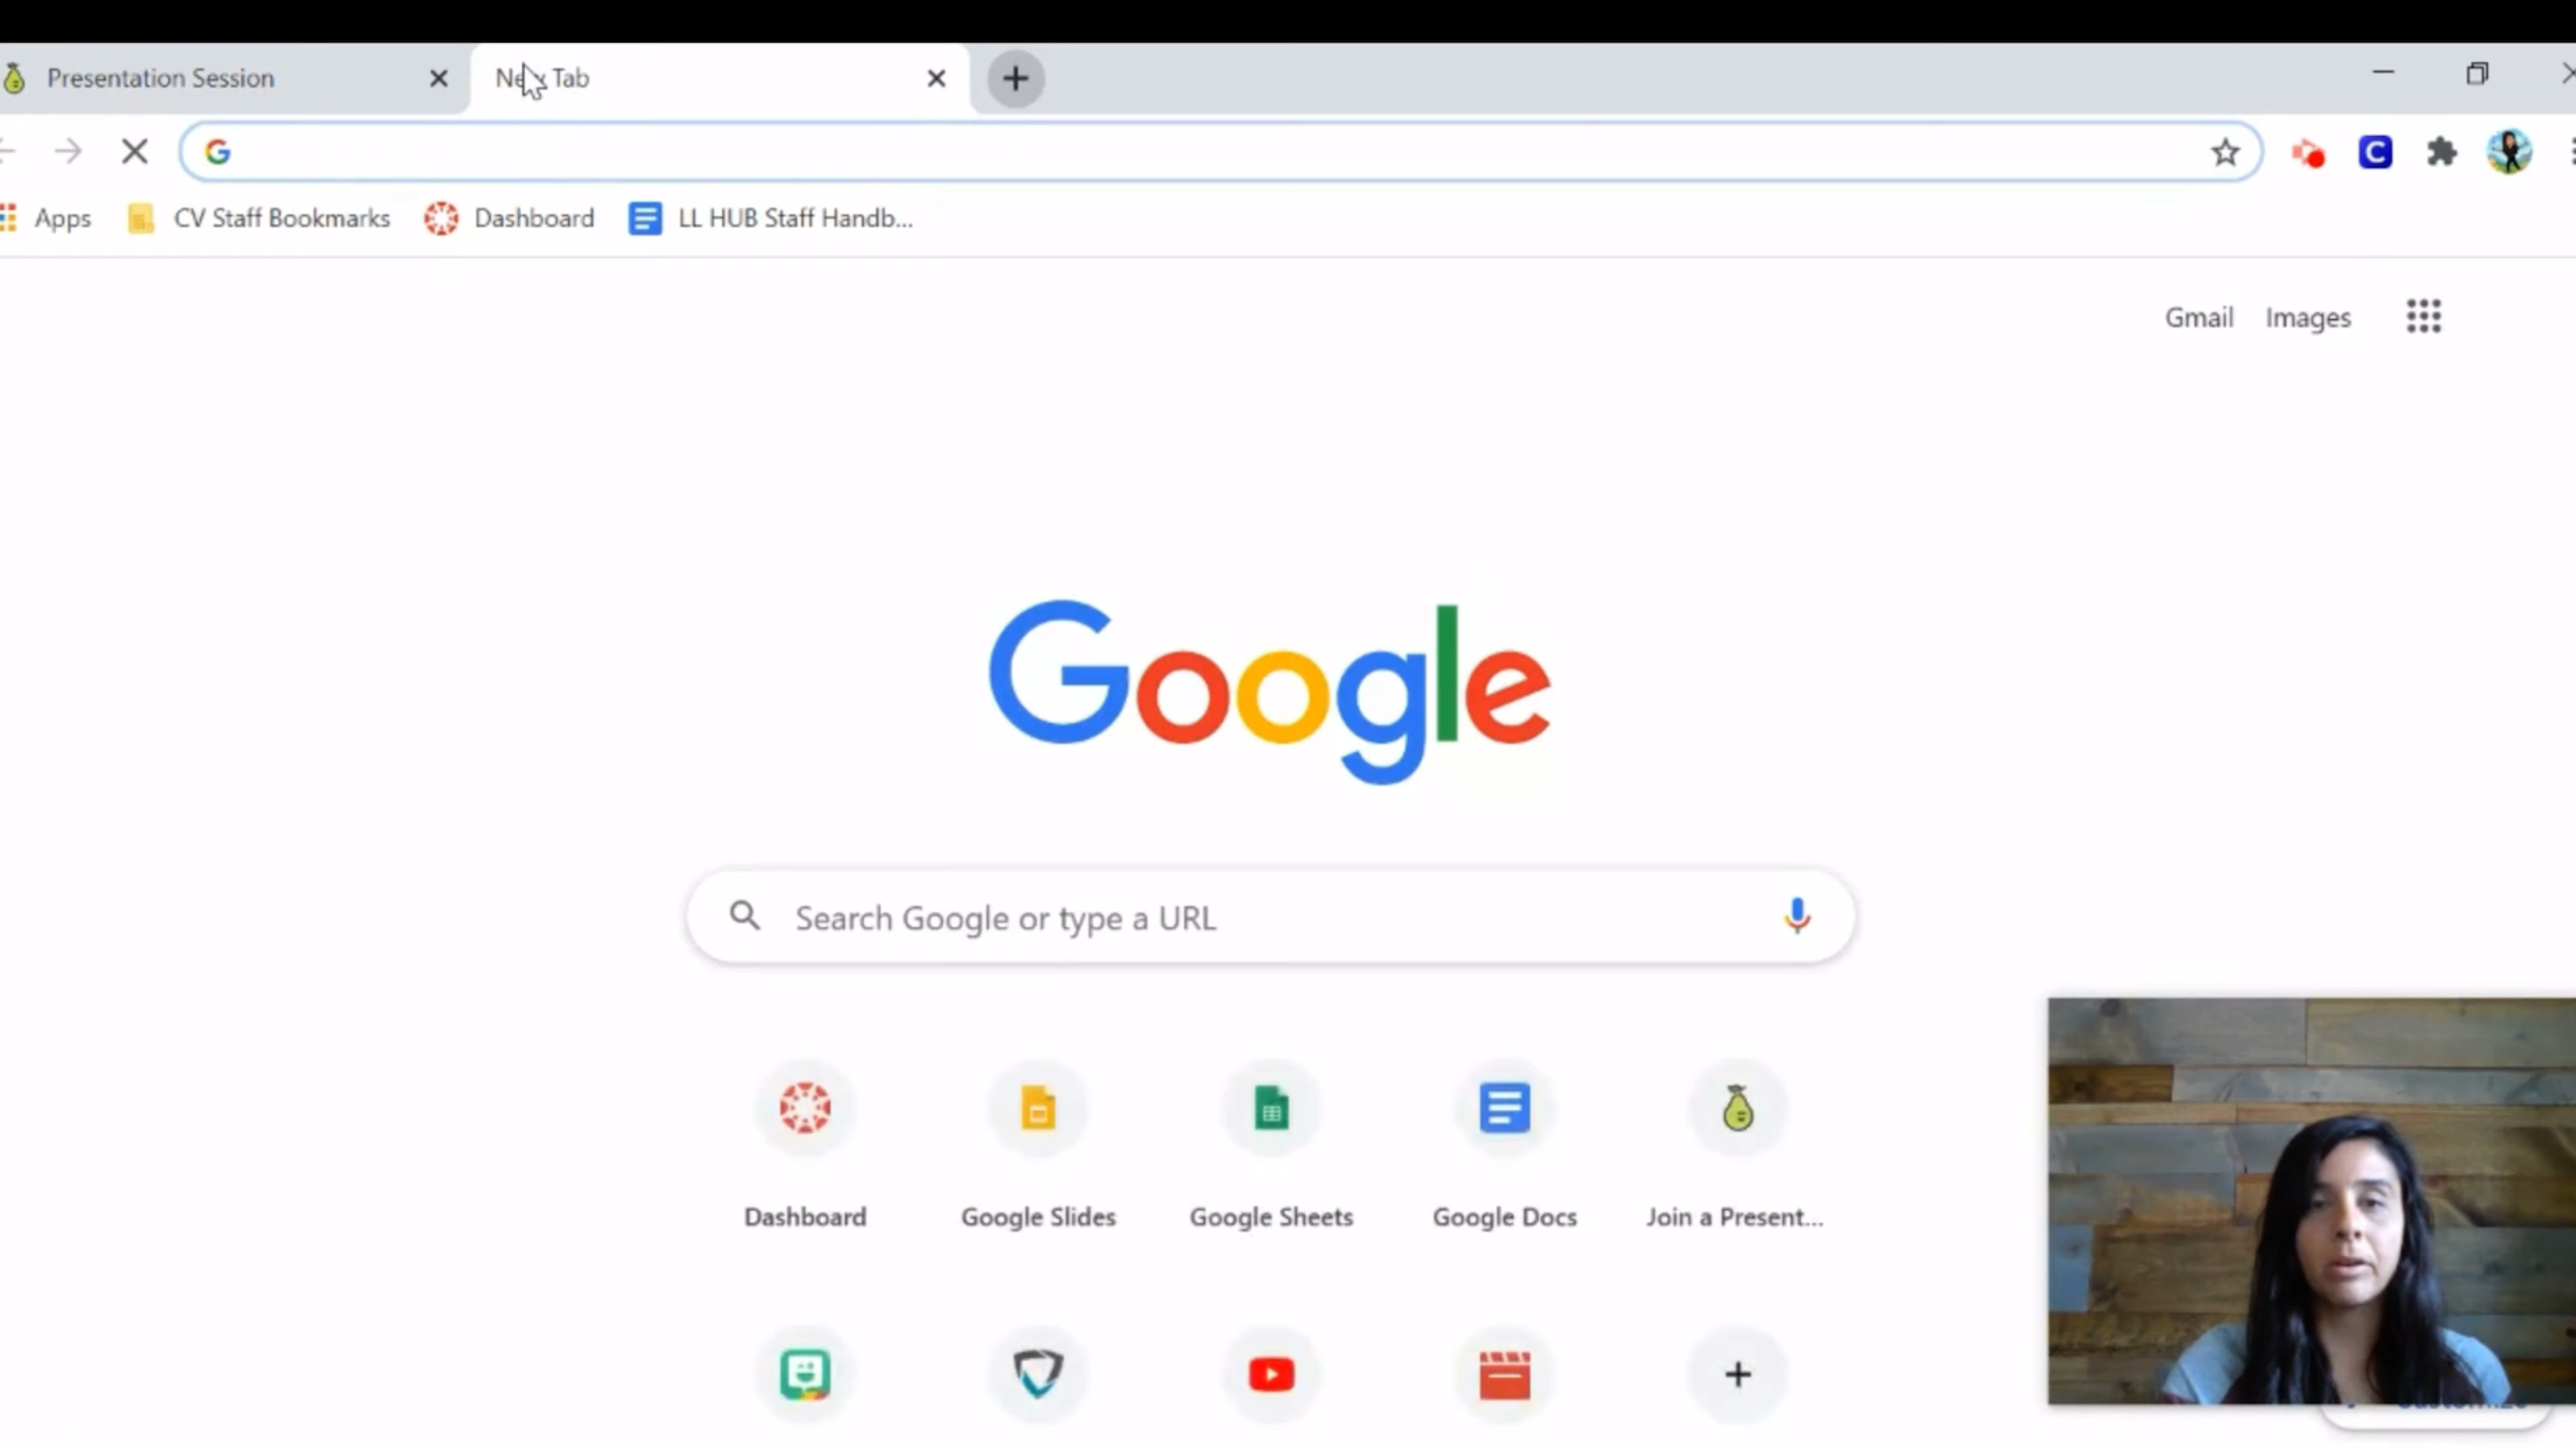 Presentation Session
New Tab
Apps
CV Staff Bookmarks
Dashboard
LL HUB Staff Handb...
Gmail
Images
Google
Search Google or type a URL
Dashboard
Google Slides
Google Sheets
Google Docs
Join a Present...